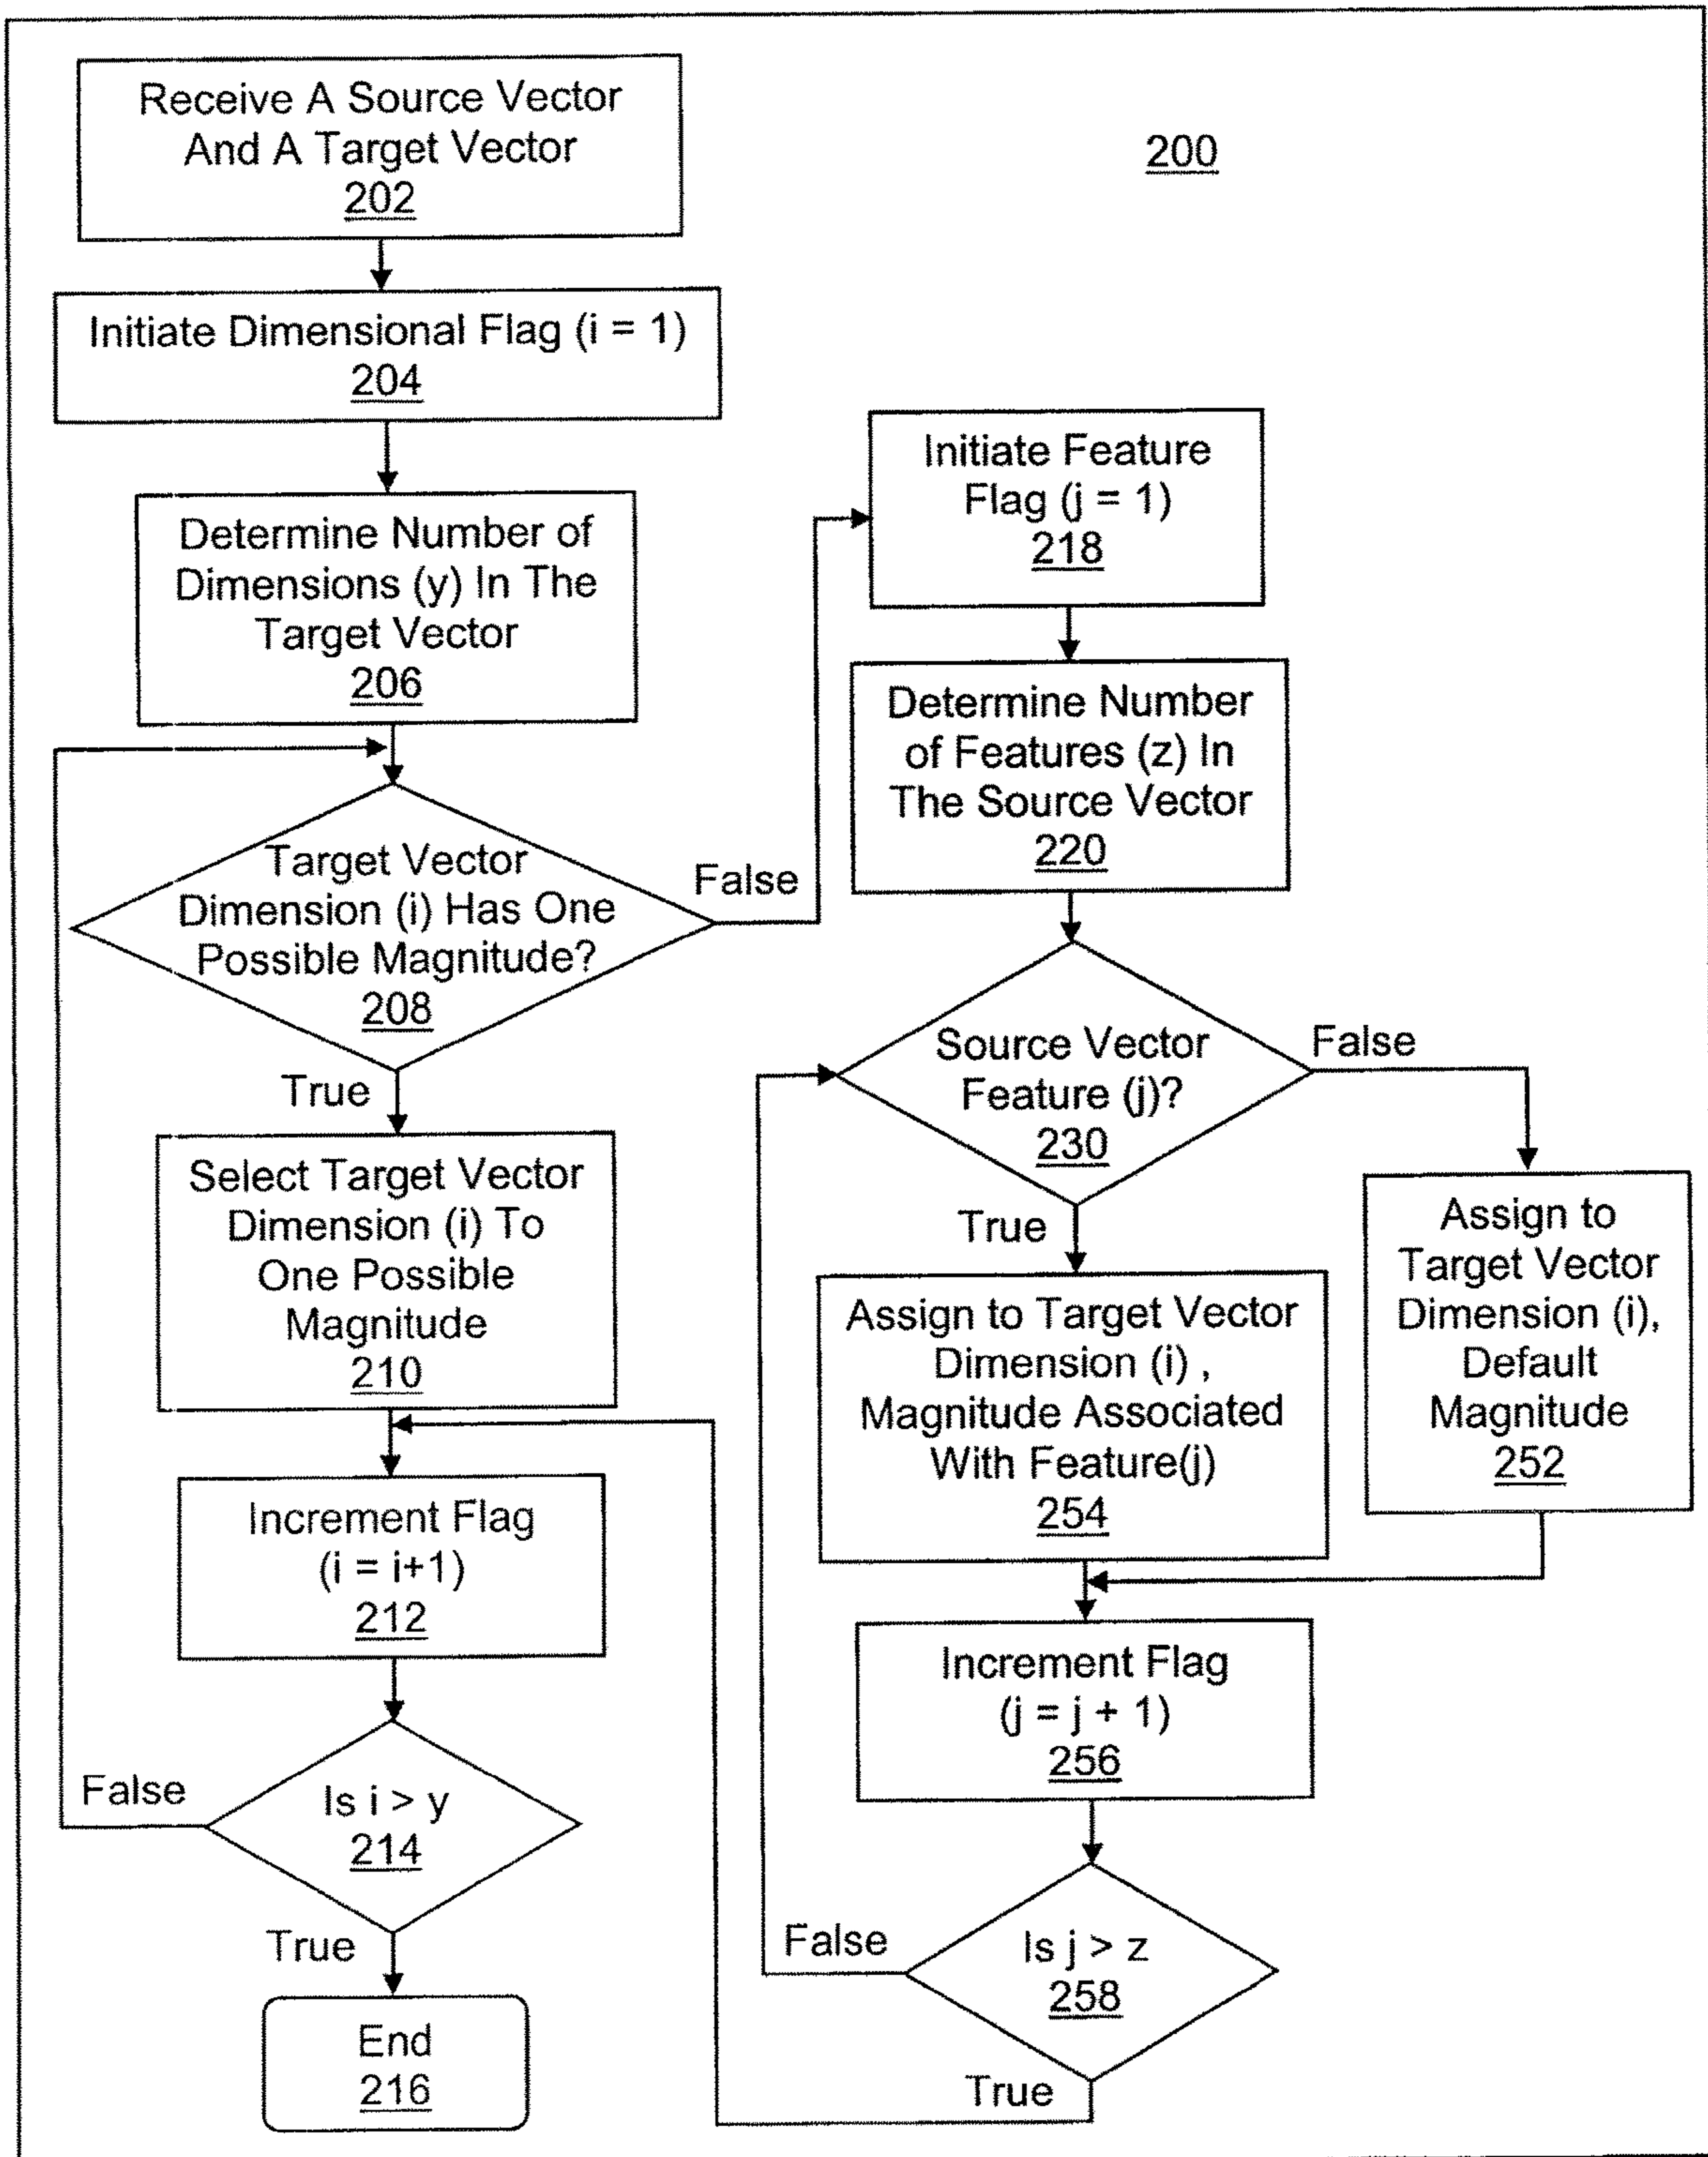 200
Receive A Source Vector
And A Target Vector
202
Initiate Dimensional Flag (i = 1)
204
Determine Number of
Dimensions (y) In The
Target Vector
206
Target Vector
Dimension (i) Has One
Possible Magnitude?
208
False
True
Select Target Vector
Dimension (i) To
One Possible
Magnitude
210
Increment Flag
(i = i+1)
212
Is i > y
214
False
True
End
216
Initiate Feature
Flag (j = 1)
218
Determine Number
of Features (z) In
The Source Vector
220
Source Vector
Feature (j)?
230
False
True
Assign to
Target Vector
Dimension (i),
Default
Magnitude
252
Assign to Target Vector
Dimension (i) ,
Magnitude Associated
With Feature(j)
254
Increment Flag
(j = j + 1)
256
Is j > z
258
False
True